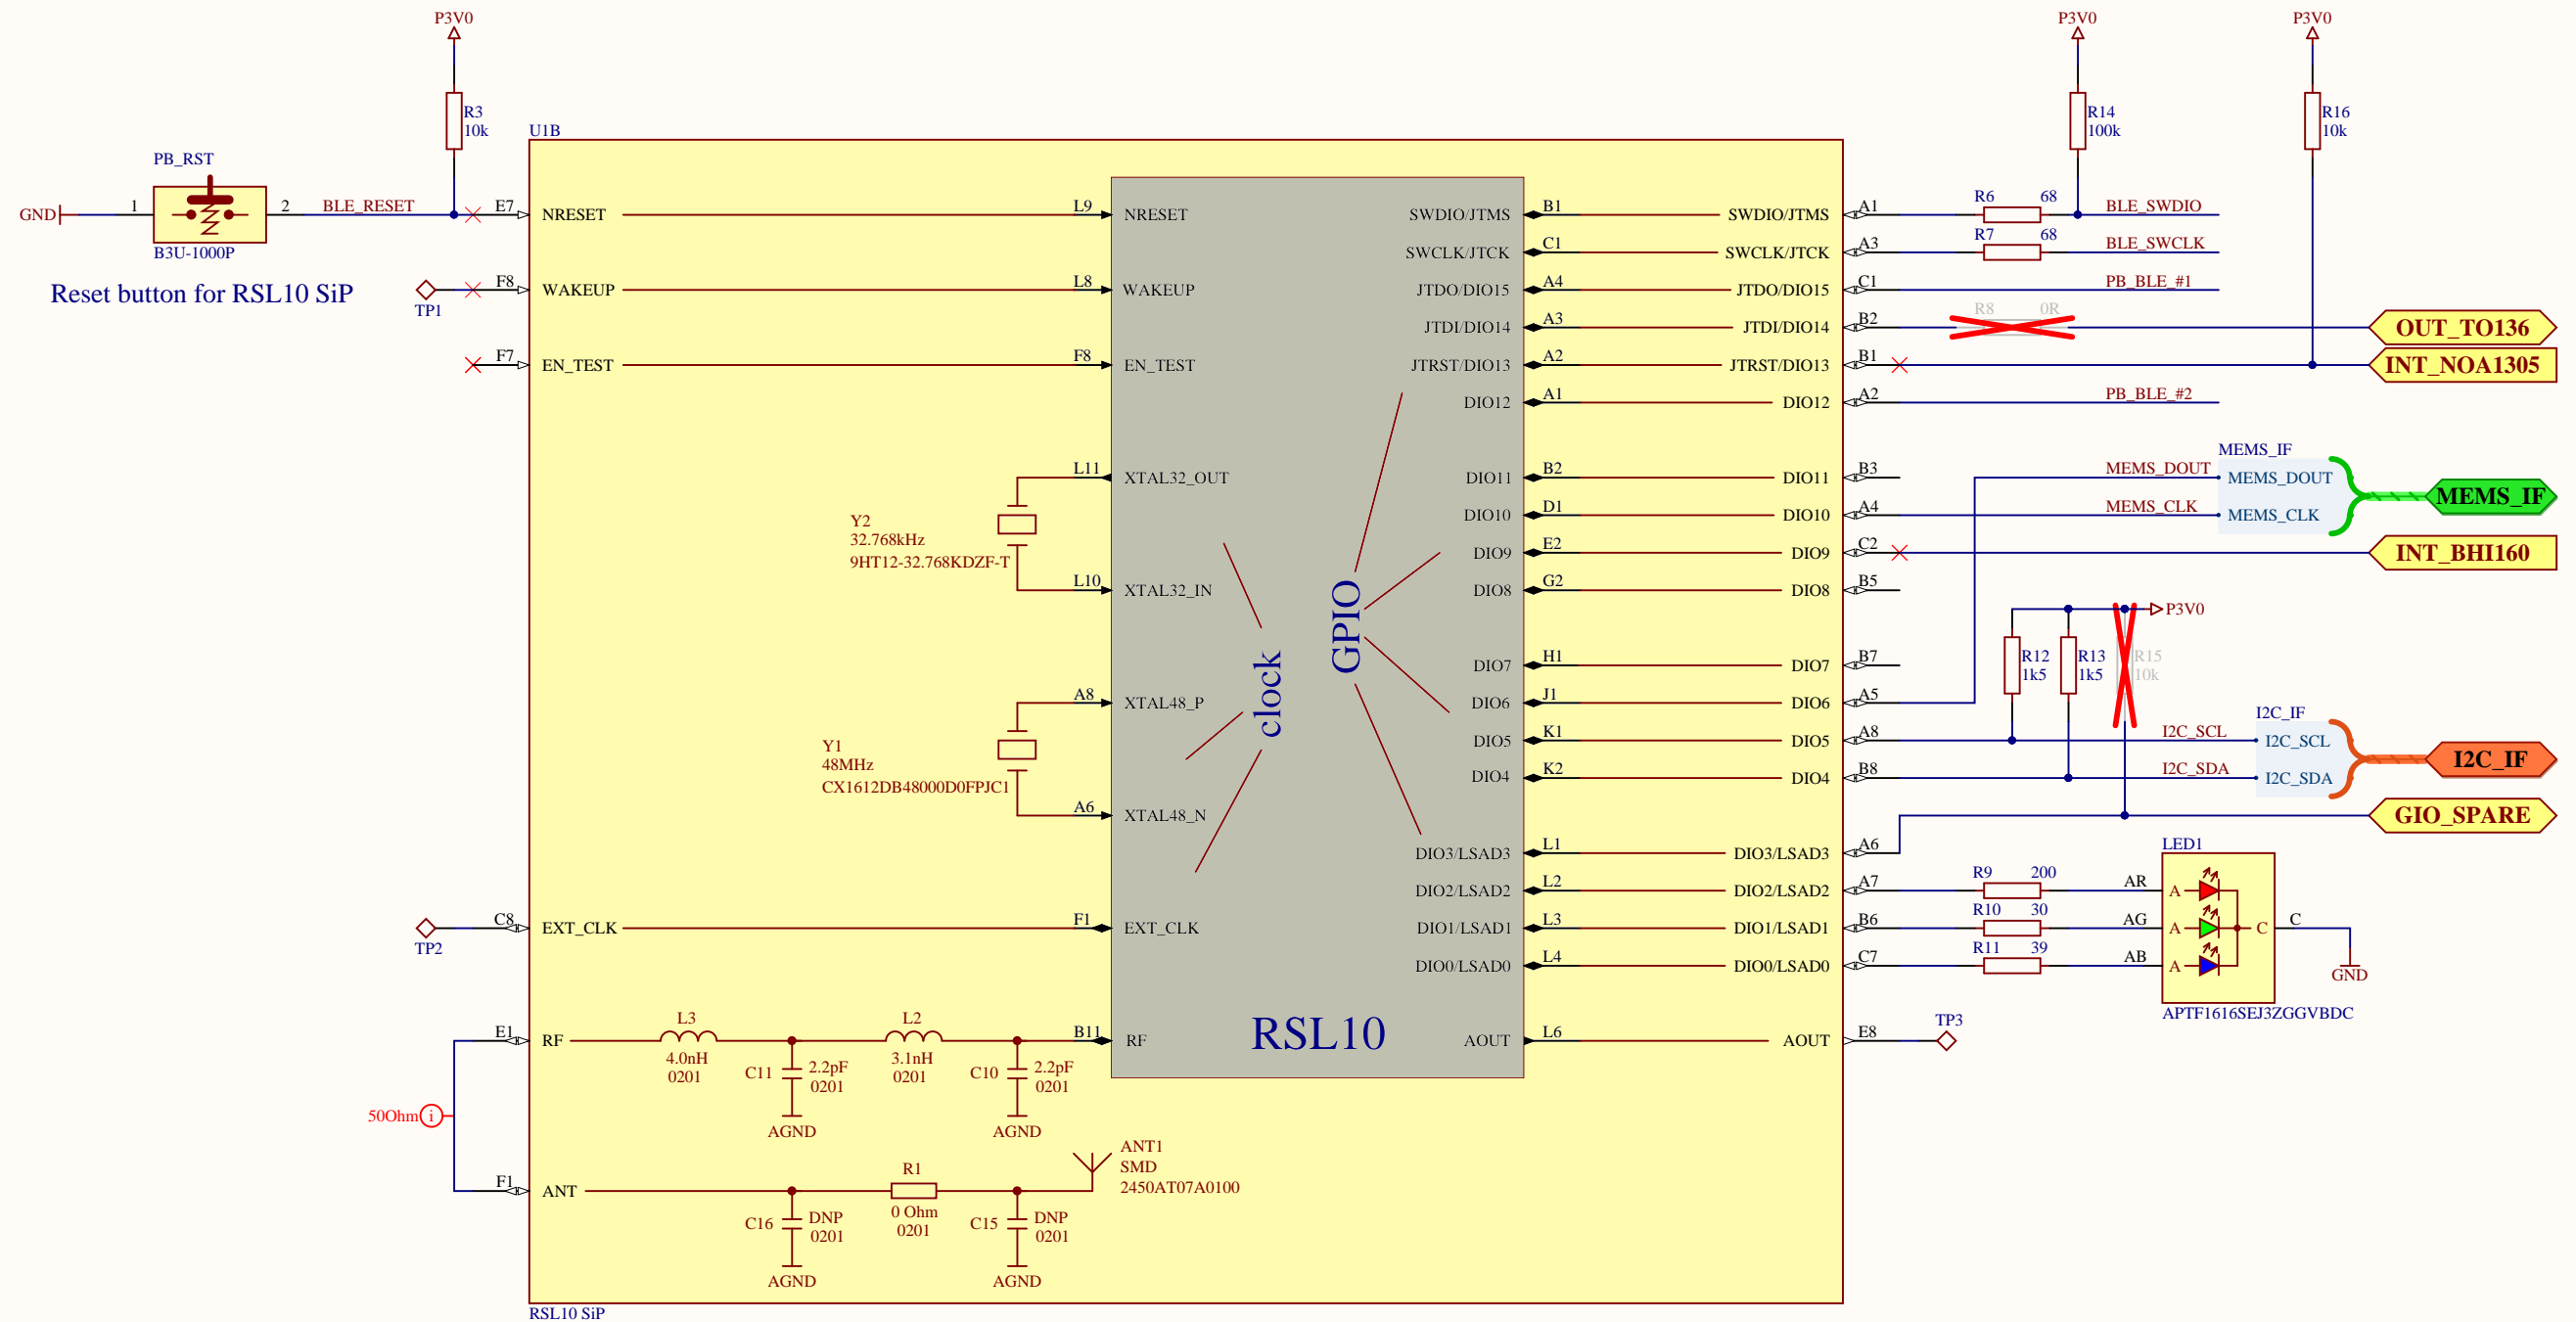 P3V0
R3
10k
PB_RST
GND
1
2
BLE_RESET
B3U-1000P
Reset button for RSL10 SiP
TP1
U1B
E7
NRESET
L9
NRESET
F8
WAKEUP
L8
WAKEUP
F7
EN_TEST
F8
EN_TEST
L11
XTAL32_OUT
Y2
32.768kHz
9HT12-32.768KDZF-T
L10
XTAL32_IN
A8
XTAL48_P
Y1
48MHz
CX1612DB48000D0FPJC1
A6
XTAL48_N
TP2
C8
EXT_CLK
F1
EXT_CLK
E1
RF
L3
4.0nH
0201
C11
2.2pF
0201
AGND
L2
3.1nH
0201
C10
2.2pF
0201
AGND
B11
RF
50Ohm
i
F1
ANT
C16
DNP
0201
AGND
R1
0 Ohm
0201
C15
DNP
0201
AGND
ANT1
SMD
2450AT07A0100
RSL10 SiP
clock
GPIO
RSL10
SWDIO/JTMS
B1
SWDIO/JTMS
A1
SWCLK/JTCK
C1
SWCLK/JTCK
A3
JTDO/DIO15
A4
JTDO/DIO15
C1
JTDI/DIO14
A3
JTDI/DIO14
B2
JTRST/DIO13
A2
JTRST/DIO13
B1
DIO12
A1
DIO12
A2
DIO11
B2
DIO11
B3
DIO10
D1
DIO10
A4
DIO9
E2
DIO9
C2
DIO8
G2
DIO8
B5
DIO7
H1
DIO7
B7
DIO6
J1
DIO6
A5
DIO5
K1
DIO5
A8
DIO4
K2
DIO4
B8
DIO3/LSAD3
L1
DIO3/LSAD3
A6
DIO2/LSAD2
L2
DIO2/LSAD2
A7
DIO1/LSAD1
L3
DIO1/LSAD1
B6
DIO0/LSAD0
L4
DIO0/LSAD0
C7
AOUT
L6
AOUT
E8
TP3
P3V0
R14
100k
P3V0
R16
10k
R6 68
BLE_SWDIO
R7 68
BLE_SWCLK
PB_BLE_#1
R8 0R
OUT_TO136
INT_NOA1305
PB_BLE_#2
MEMS_IF
MEMS_DOUT
MEMS_DOUT
MEMS_CLK
MEMS_CLK
MEMS_IF
INT_BHI160
P3V0
R12
1k5
R13
1k5
R15
10k
I2C_IF
I2C_SCL
I2C_SCL
I2C_SDA
I2C_SDA
I2C_IF
GIO_SPARE
LED1
R9 200
AR
A
R10 30
AG
A
C
C
R11 39
AB
A
GND
APTF1616SEJ3ZGGVBDC